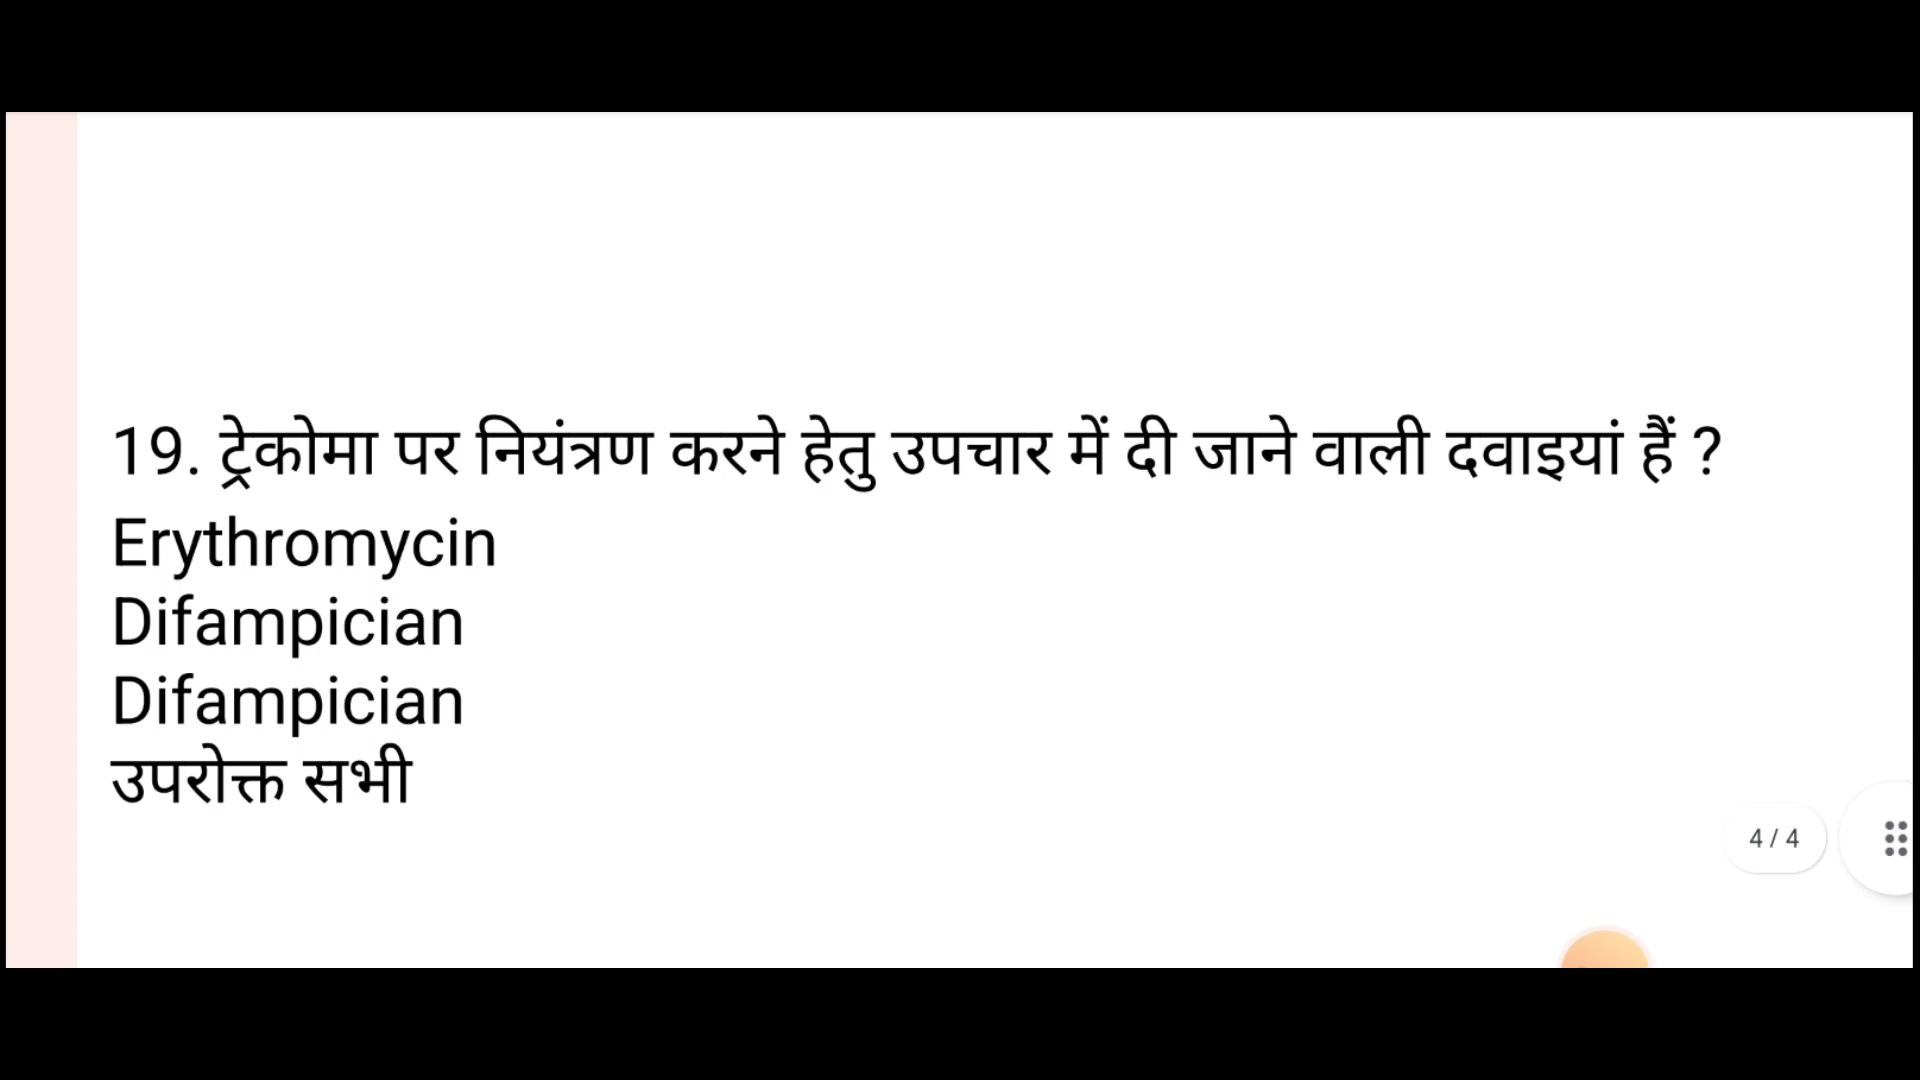 19. ट्रेकोमा पर नियंत्रण करने हेतु उपचार में दी जाने वाली दवाइयां हैं ?
Erythromycin
Difampician
Difampician
उपरोक्त सभी
4 / 4